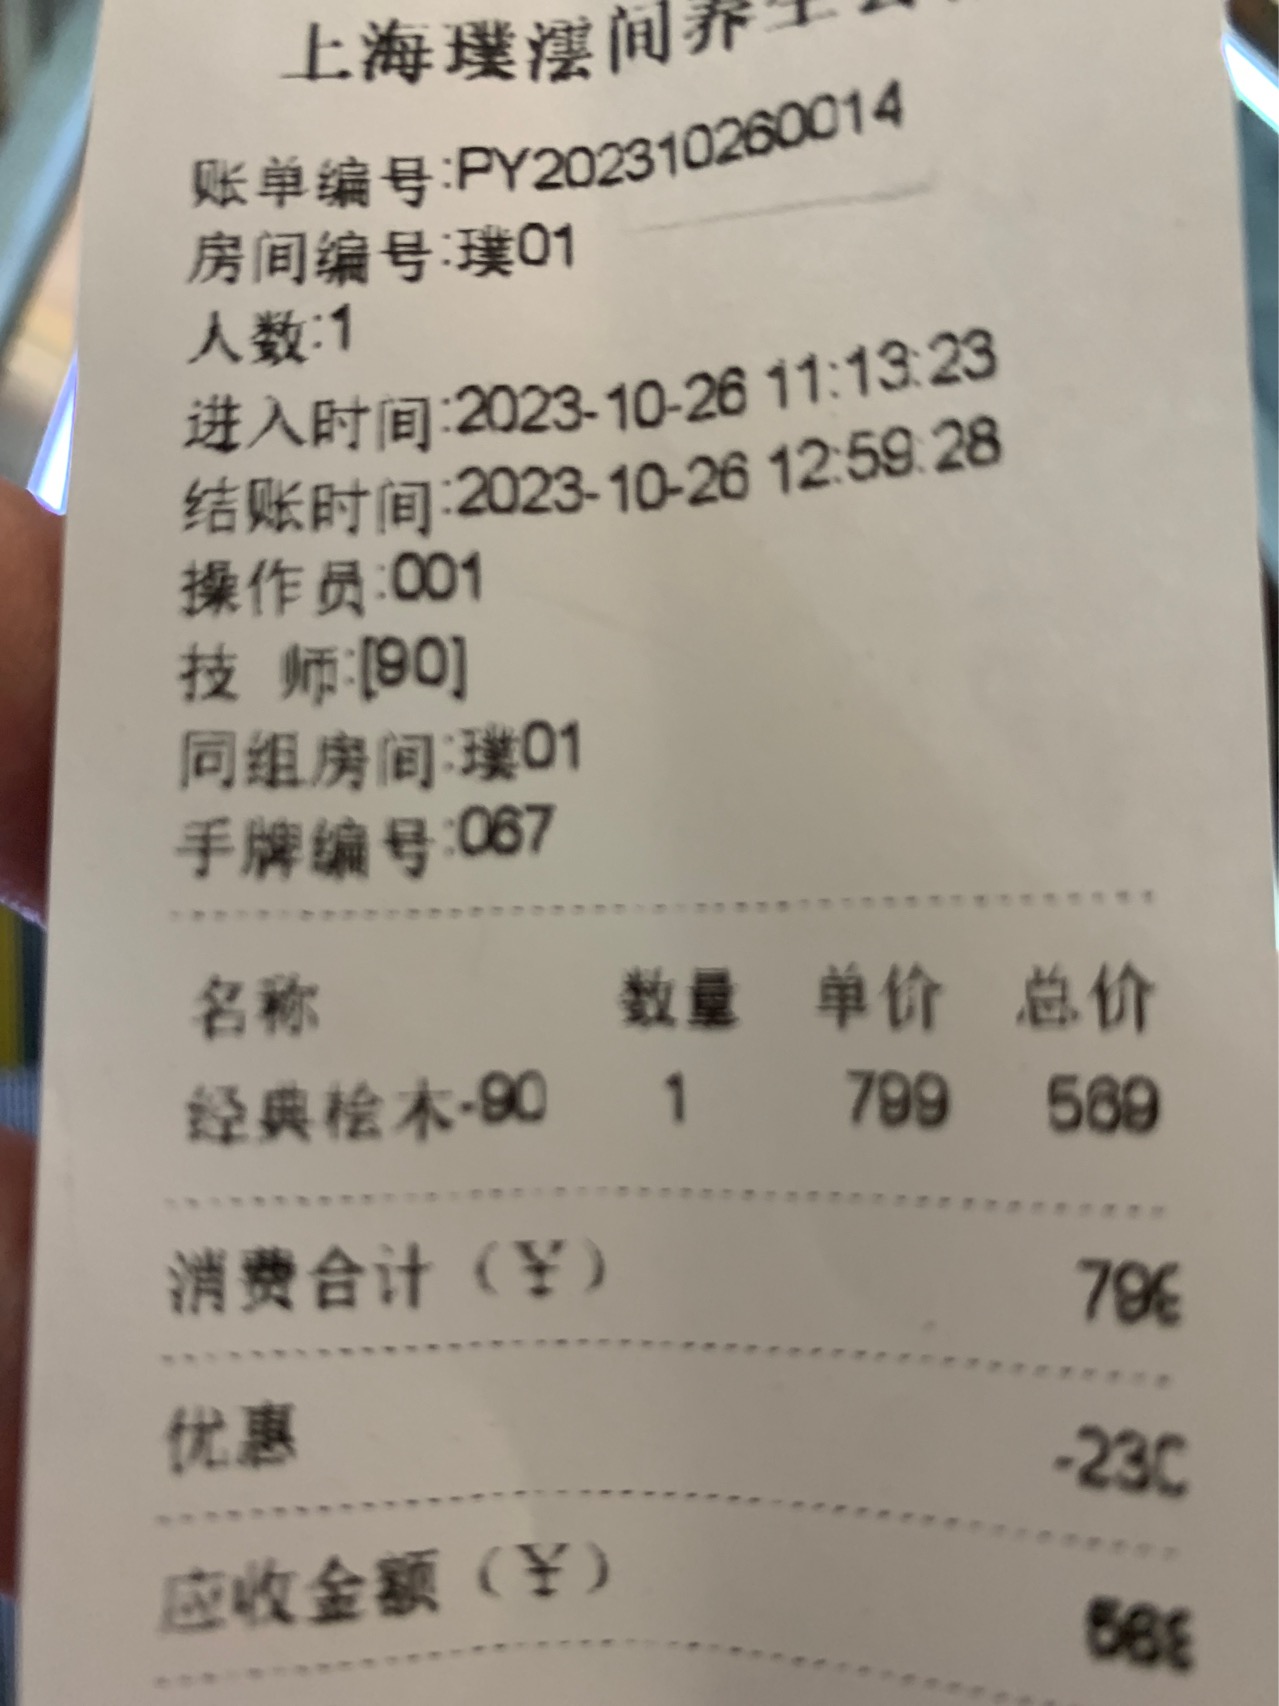 上海璞澐间养生会
账单编号:PY202310260014
房间编号:璞01
人数:1
进入时间:2023-10-26 11:13:23
结账时间:2023-10-26 12:59:28
操作员:001
技 师:[90]
同组房间:璞01
手牌编号:067
名称 数量 单价 总价
经典桧木-90 1 799 569
消费合计（￥） 799
优惠 -230
应收金额（￥） 569